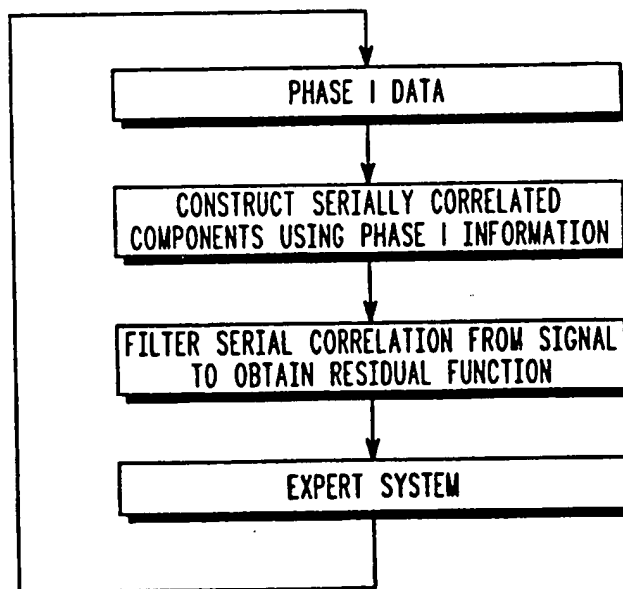 PHASE I DATA
CONSTRUCT SERIALLY CORRELATED
COMPONENTS USING PHASE I INFORMATION
FILTER SERIAL CORRELATION FROM SIGNAL
TO OBTAIN RESIDUAL FUNCTION
EXPERT SYSTEM